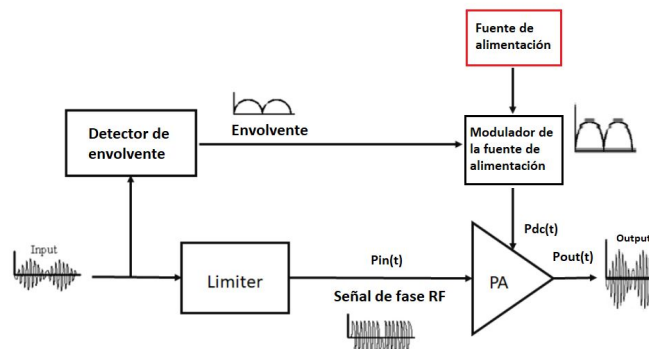 Fuente de
alimentación
Detector de
envolvente
Envolvente
Modulador de
la fuente de
alimentación
Pdc(t)
Input
Limiter
Pin(t)
Señal de fase RF
PA
Pout(t)
Output